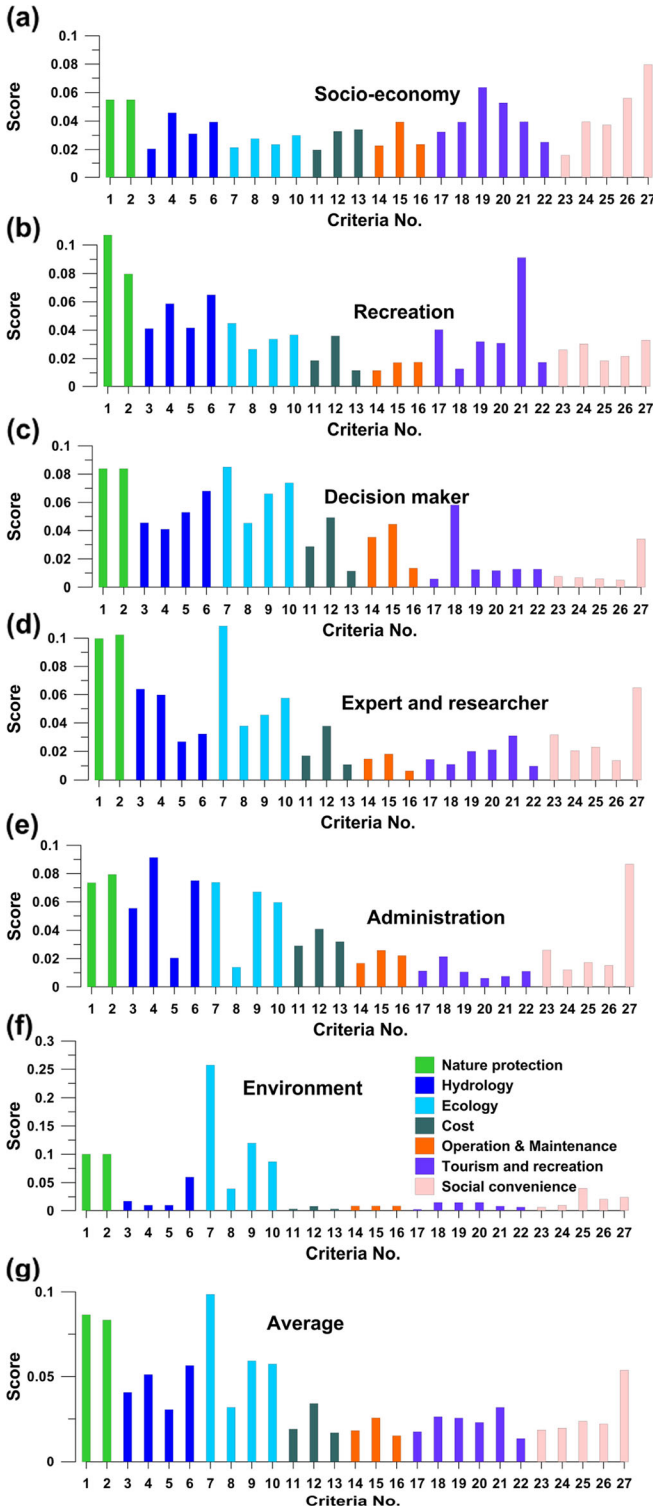 (a)
0.1
0.08
0.06
0.04
0.02
0
Score
Socio-economy
1 2 3 4 5 6 7 8 9 10 11 12 13 14 15 16 17 18 19 20 21 22 23 24 25 26 27
Criteria No.
(b)
0.1
0.08
0.06
0.04
0.02
0
Score
Recreation
1 2 3 4 5 6 7 8 9 10 11 12 13 14 15 16 17 18 19 20 21 22 23 24 25 26 27
Criteria No.
(c)
0.1
0.08
0.06
0.04
0.02
0
Score
Decision maker
1 2 3 4 5 6 7 8 9 10 11 12 13 14 15 16 17 18 19 20 21 22 23 24 25 26 27
Criteria No.
(d)
0.1
0.08
0.06
0.04
0.02
0
Score
Expert and researcher
1 2 3 4 5 6 7 8 9 10 11 12 13 14 15 16 17 18 19 20 21 22 23 24 25 26 27
Criteria No.
(e)
0.1
0.08
0.06
0.04
0.02
0
Score
Administration
1 2 3 4 5 6 7 8 9 10 11 12 13 14 15 16 17 18 19 20 21 22 23 24 25 26 27
Criteria No.
(f)
0.3
0.25
0.2
0.15
0.1
0.05
0
Score
Environment
Nature protection
Hydrology
Ecology
Cost
Operation & Maintenance
Tourism and recreation
Social convenience
1 2 3 4 5 6 7 8 9 10 11 12 13 14 15 16 17 18 19 20 21 22 23 24 25 26 27
Criteria No.
(g)
0.1
0.05
0
Score
Average
1 2 3 4 5 6 7 8 9 10 11 12 13 14 15 16 17 18 19 20 21 22 23 24 25 26 27
Criteria No.